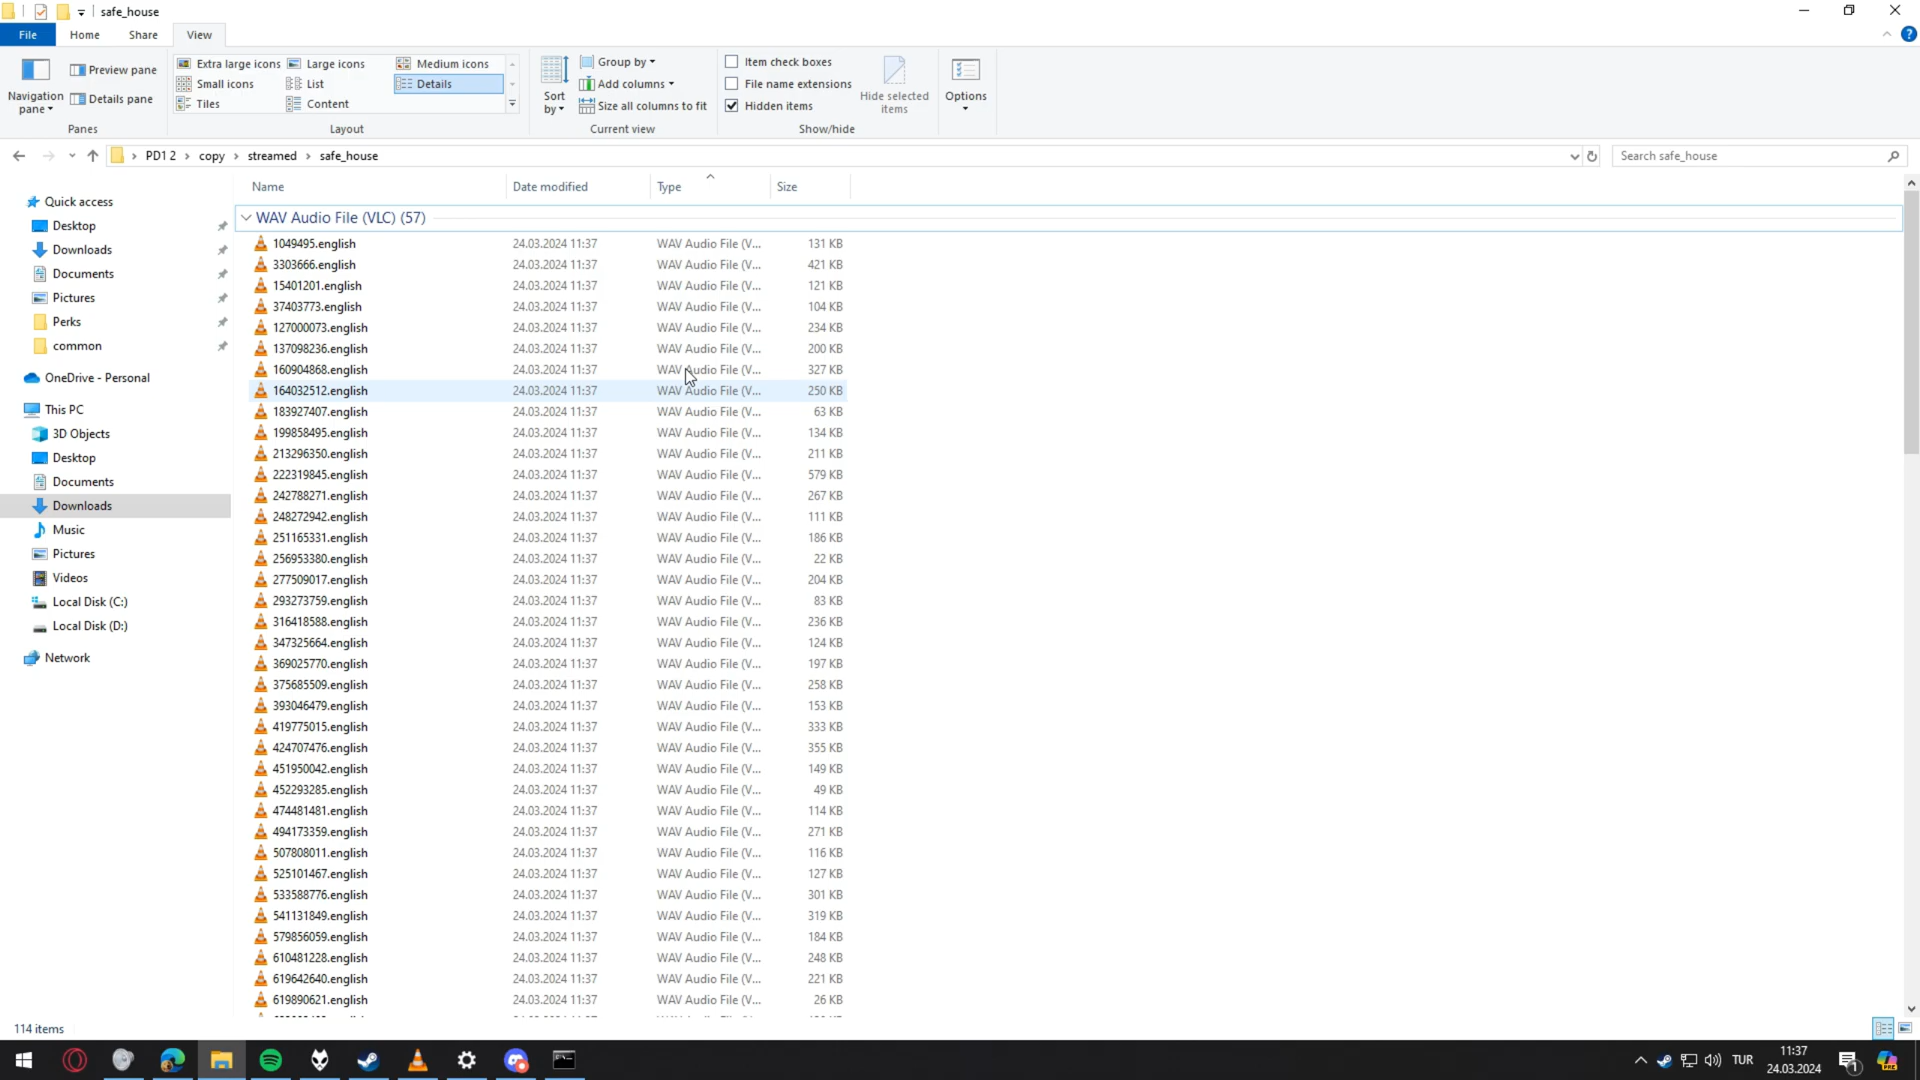 safe_house
File Home Share View
Navigation pane
Preview pane
Details pane
Panes
Extra large icons Large icons Medium icons
Small icons List Details
Tiles Content
Layout
Sort by
Group by
Add columns
Size all columns to fit
Current view
Item check boxes
File name extensions
Hidden items
Hide selected items
Show/hide
Options
PD1 2 › copy › streamed › safe_house
Search safe_house
Quick access
Desktop
Downloads
Documents
Pictures
Perks
common
OneDrive - Personal
This PC
3D Objects
Desktop
Documents
Downloads
Music
Pictures
Videos
Local Disk (C:)
Local Disk (D:)
Network
Name Date modified Type Size
WAV Audio File (VLC) (57)
1049495.english 24.03.2024 11:37 WAV Audio File (V... 131 KB
3303666.english 24.03.2024 11:37 WAV Audio File (V... 421 KB
15401201.english 24.03.2024 11:37 WAV Audio File (V... 121 KB
37403773.english 24.03.2024 11:37 WAV Audio File (V... 104 KB
127000073.english 24.03.2024 11:37 WAV Audio File (V... 234 KB
137098236.english 24.03.2024 11:37 WAV Audio File (V... 200 KB
160904868.english 24.03.2024 11:37 WAV Audio File (V... 327 KB
164032512.english 24.03.2024 11:37 WAV Audio File (V... 250 KB
183927407.english 24.03.2024 11:37 WAV Audio File (V... 63 KB
199858495.english 24.03.2024 11:37 WAV Audio File (V... 134 KB
213296350.english 24.03.2024 11:37 WAV Audio File (V... 211 KB
222319845.english 24.03.2024 11:37 WAV Audio File (V... 579 KB
242788271.english 24.03.2024 11:37 WAV Audio File (V... 267 KB
248272942.english 24.03.2024 11:37 WAV Audio File (V... 111 KB
251165331.english 24.03.2024 11:37 WAV Audio File (V... 186 KB
256953380.english 24.03.2024 11:37 WAV Audio File (V... 22 KB
277509017.english 24.03.2024 11:37 WAV Audio File (V... 204 KB
293273759.english 24.03.2024 11:37 WAV Audio File (V... 83 KB
316418588.english 24.03.2024 11:37 WAV Audio File (V... 236 KB
347325664.english 24.03.2024 11:37 WAV Audio File (V... 124 KB
369025770.english 24.03.2024 11:37 WAV Audio File (V... 197 KB
375685509.english 24.03.2024 11:37 WAV Audio File (V... 258 KB
393046479.english 24.03.2024 11:37 WAV Audio File (V... 153 KB
419775015.english 24.03.2024 11:37 WAV Audio File (V... 333 KB
424707476.english 24.03.2024 11:37 WAV Audio File (V... 355 KB
451950042.english 24.03.2024 11:37 WAV Audio File (V... 149 KB
452293285.english 24.03.2024 11:37 WAV Audio File (V... 49 KB
474481481.english 24.03.2024 11:37 WAV Audio File (V... 114 KB
494173359.english 24.03.2024 11:37 WAV Audio File (V... 271 KB
507808011.english 24.03.2024 11:37 WAV Audio File (V... 116 KB
525101467.english 24.03.2024 11:37 WAV Audio File (V... 127 KB
533588776.english 24.03.2024 11:37 WAV Audio File (V... 301 KB
541131849.english 24.03.2024 11:37 WAV Audio File (V... 319 KB
579856059.english 24.03.2024 11:37 WAV Audio File (V... 184 KB
610481228.english 24.03.2024 11:37 WAV Audio File (V... 248 KB
619642640.english 24.03.2024 11:37 WAV Audio File (V... 221 KB
619890621.english 24.03.2024 11:37 WAV Audio File (V... 26 KB
114 items
TUR
11:37
24.03.2024
1